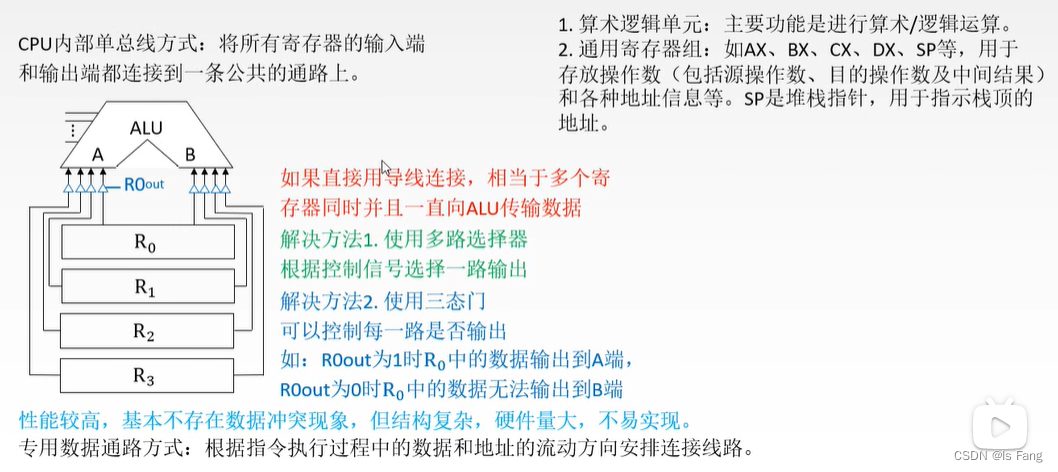 CPU内部单总线方式：将所有寄存器的输入端
和输出端都连接到一条公共的通路上。
1. 算术逻辑单元：主要功能是进行算术/逻辑运算。
2. 通用寄存器组：如AX、BX、CX、DX、SP等，用于
存放操作数（包括源操作数、目的操作数及中间结果）
和各种地址信息等。SP是堆栈指针，用于指示栈顶的
地址。
ALU
A
B
R0out
R0
R1
R2
R3
如果直接用导线连接，相当于多个寄
存器同时并且一直向ALU传输数据
解决方法1. 使用多路选择器
根据控制信号选择一路输出
解决方法2. 使用三态门
可以控制每一路是否输出
如：R0out为1时R0中的数据输出到A端，
R0out为0时R0中的数据无法输出到B端
性能较高，基本不存在数据冲突现象，但结构复杂，硬件量大，不易实现。
专用数据通路方式：根据指令执行过程中的数据和地址的流动方向安排连接线路。
CSDN @ls Fang